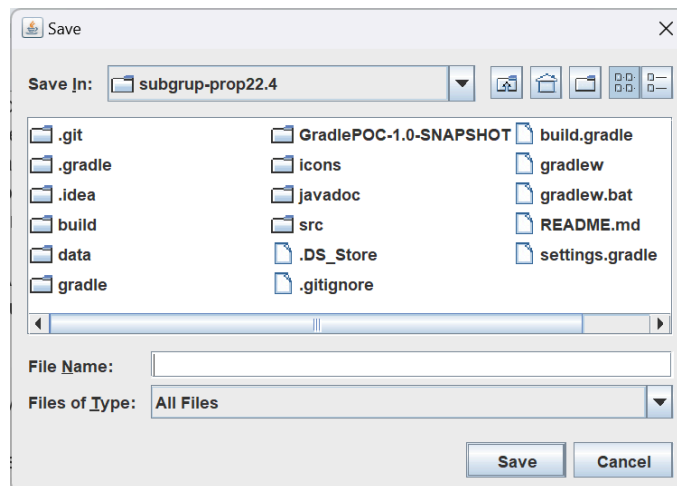 Save
Save In: subgrup-prop22.4
.git
.gradle
.idea
build
data
gradle
GradlePOC-1.0-SNAPSHOT
icons
javadoc
src
.DS_Store
.gitignore
build.gradle
gradlew
gradlew.bat
README.md
settings.gradle
File Name:
Files of Type: All Files
Save Cancel